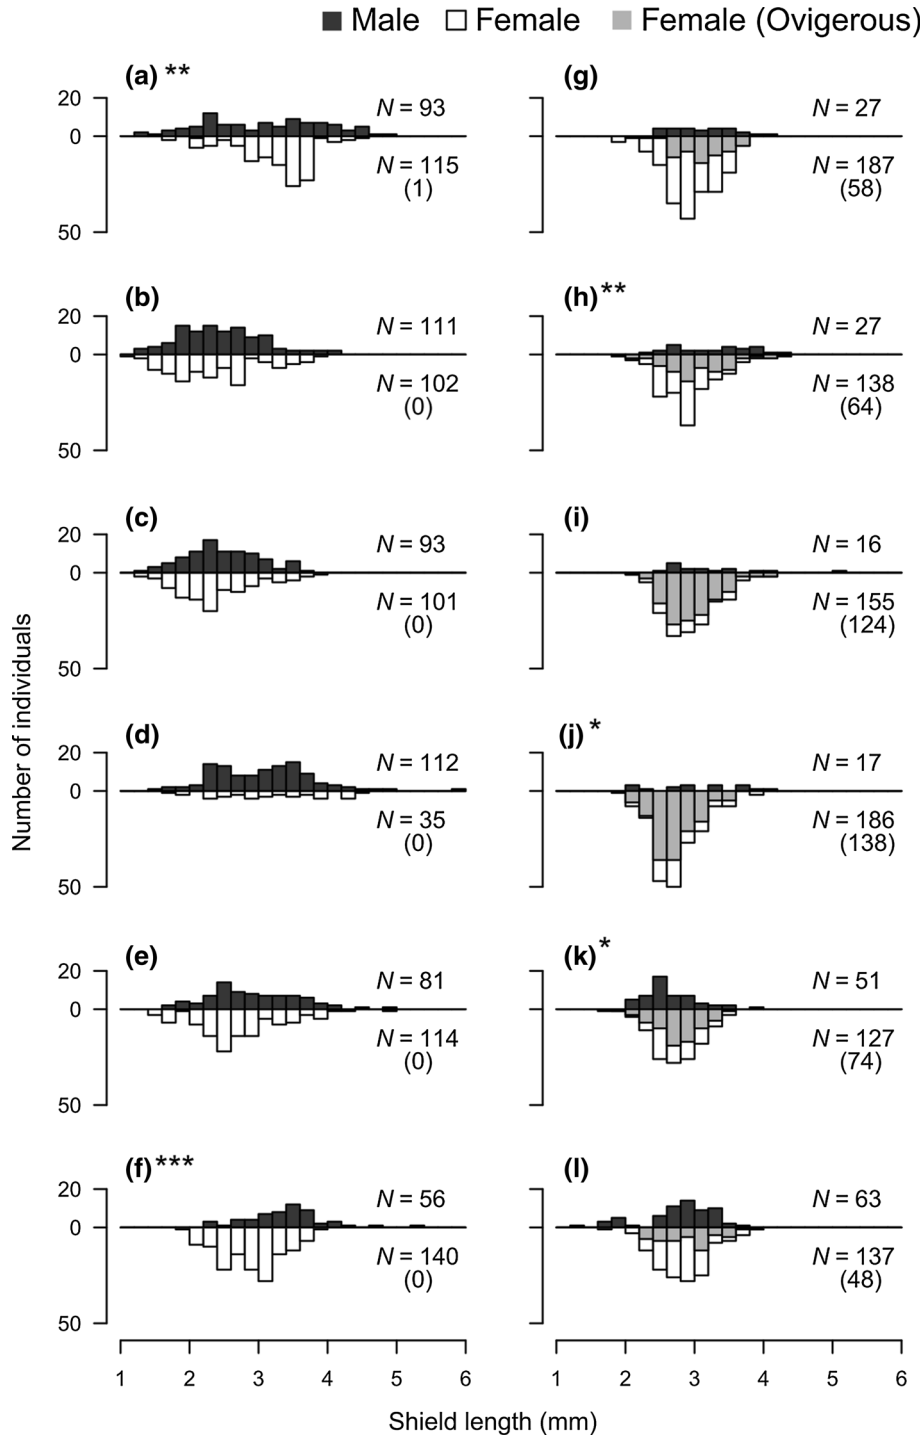 Male Female Female (Ovigerous)
(a) **
20
0
50
N = 93
N = 115
(1)
(b)
20
0
50
N = 111
N = 102
(0)
(c)
20
0
50
N = 93
N = 101
(0)
(d)
20
0
50
N = 112
N = 35
(0)
(e)
20
0
50
N = 81
N = 114
(0)
(f) ***
20
0
50
N = 56
N = 140
(0)
1 2 3 4 5 6
(g)
N = 27
N = 187
(58)
(h) **
N = 27
N = 138
(64)
(i)
N = 16
N = 155
(124)
(j) *
N = 17
N = 186
(138)
(k) *
N = 51
N = 127
(74)
(l)
N = 63
N = 137
(48)
1 2 3 4 5 6
Number of individuals
Shield length (mm)